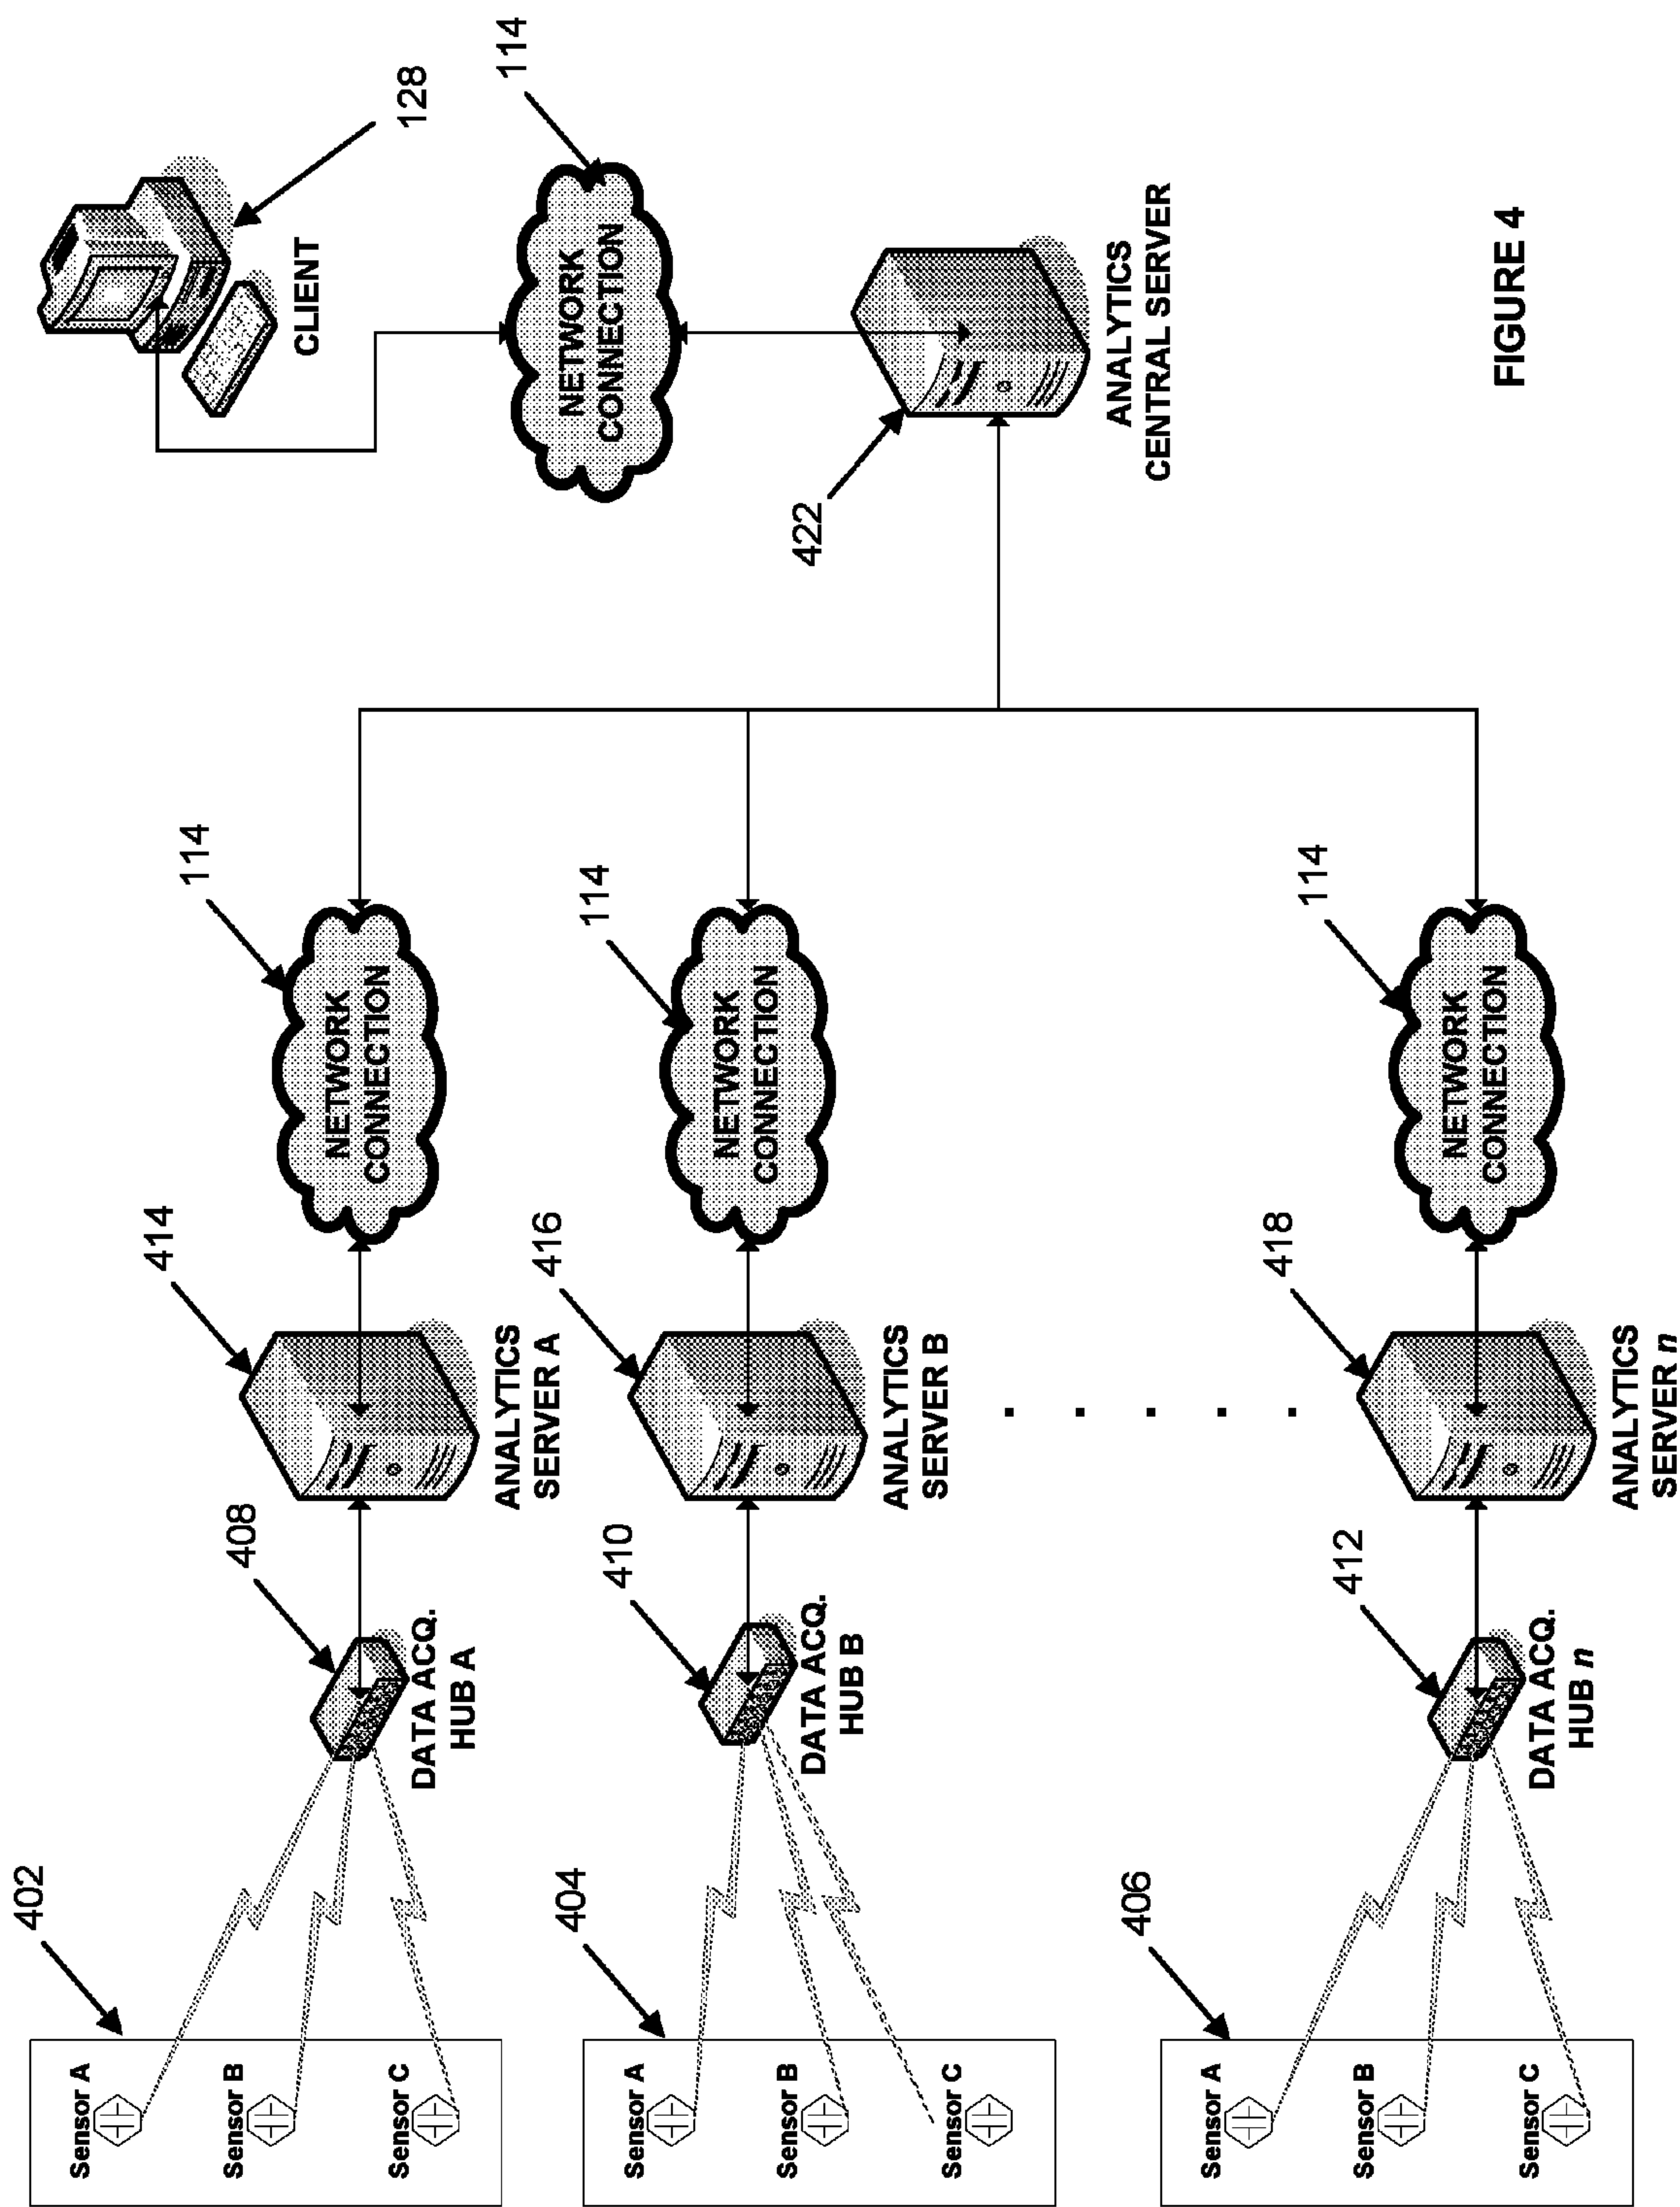 402
Sensor A
Sensor B
Sensor C
408
DATA ACQ.
HUB A
414
ANALYTICS
SERVER A
114
NETWORK
CONNECTION
404
Sensor A
Sensor B
Sensor C
410
DATA ACQ.
HUB B
416
ANALYTICS
SERVER B
114
NETWORK
CONNECTION
. . . . .
406
Sensor A
Sensor B
Sensor C
412
DATA ACQ.
HUB n
418
ANALYTICS
SERVER n
114
NETWORK
CONNECTION
128
CLIENT
114
NETWORK
CONNECTION
422
ANALYTICS
CENTRAL SERVER
FIGURE 4